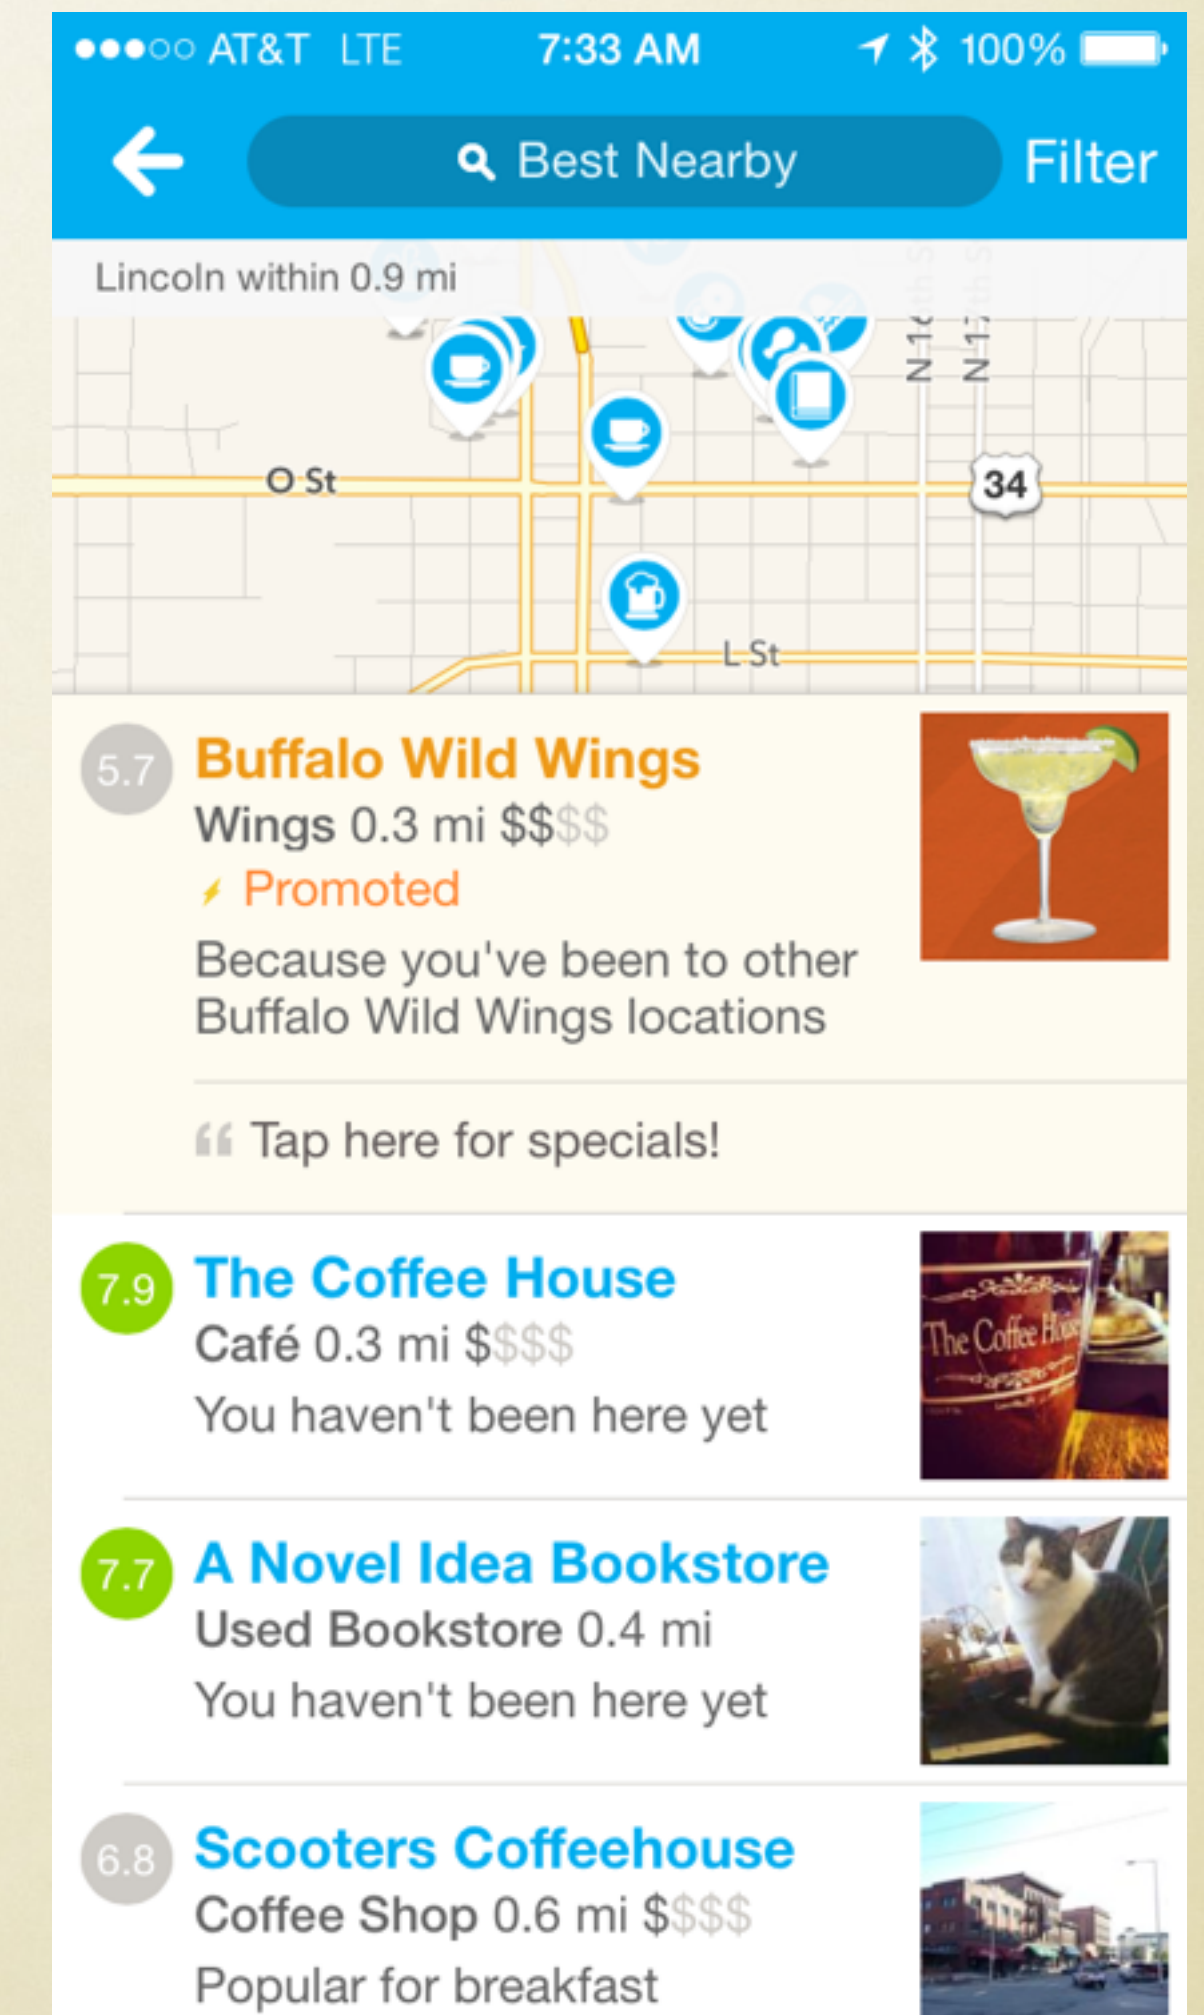 AT&T LTE 7:33 AM 100%
Best Nearby Filter
Lincoln within 0.9 mi
N 17th S
O St
34
L St
5.7 Buffalo Wild Wings
Wings 0.3 mi $$$$
Promoted
Because you've been to other
Buffalo Wild Wings locations
“ Tap here for specials!
7.9 The Coffee House
Café 0.3 mi $$$$
The Coffee House
You haven't been here yet
7.7 A Novel Idea Bookstore
Used Bookstore 0.4 mi
You haven't been here yet
6.8 Scooters Coffeehouse
Coffee Shop 0.6 mi $$$$
Popular for breakfast